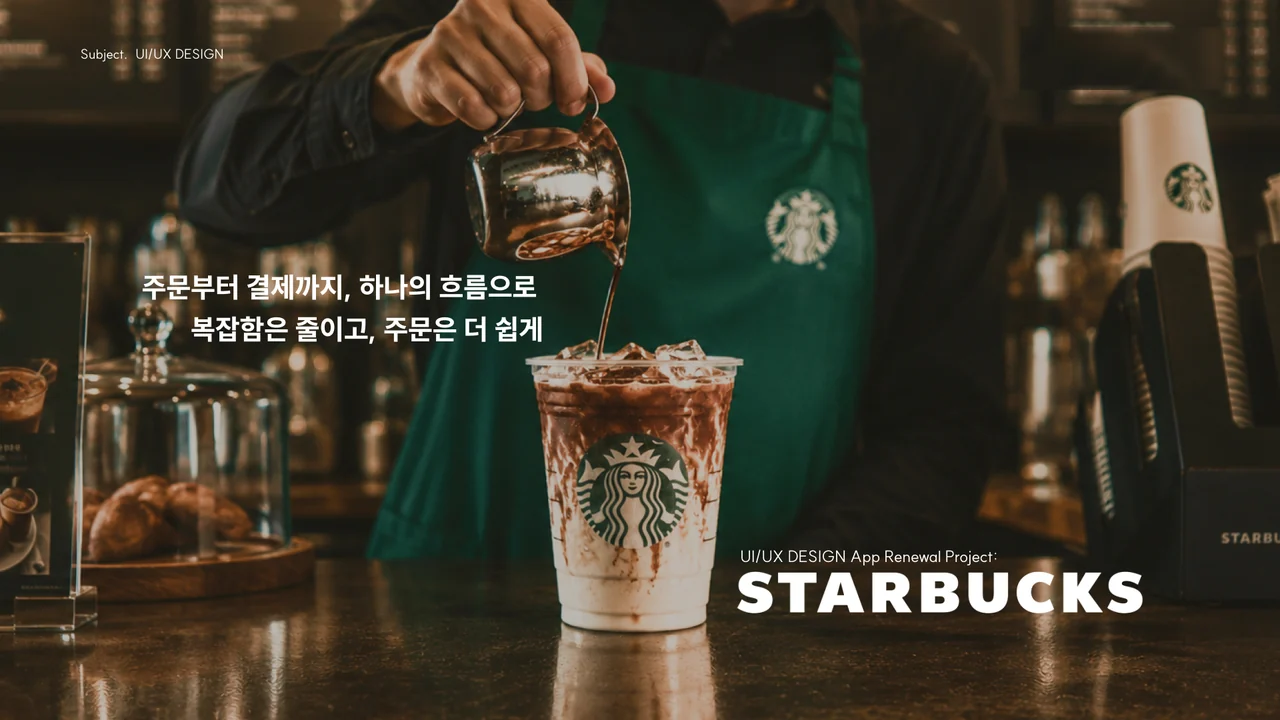 Subject. UI/UX DESIGN
주문부터 결제까지, 하나의 흐름으로
복잡함은 줄이고, 주문은 더 쉽게
UI/UX DESIGN App Renewal Project:
STARBUCKS